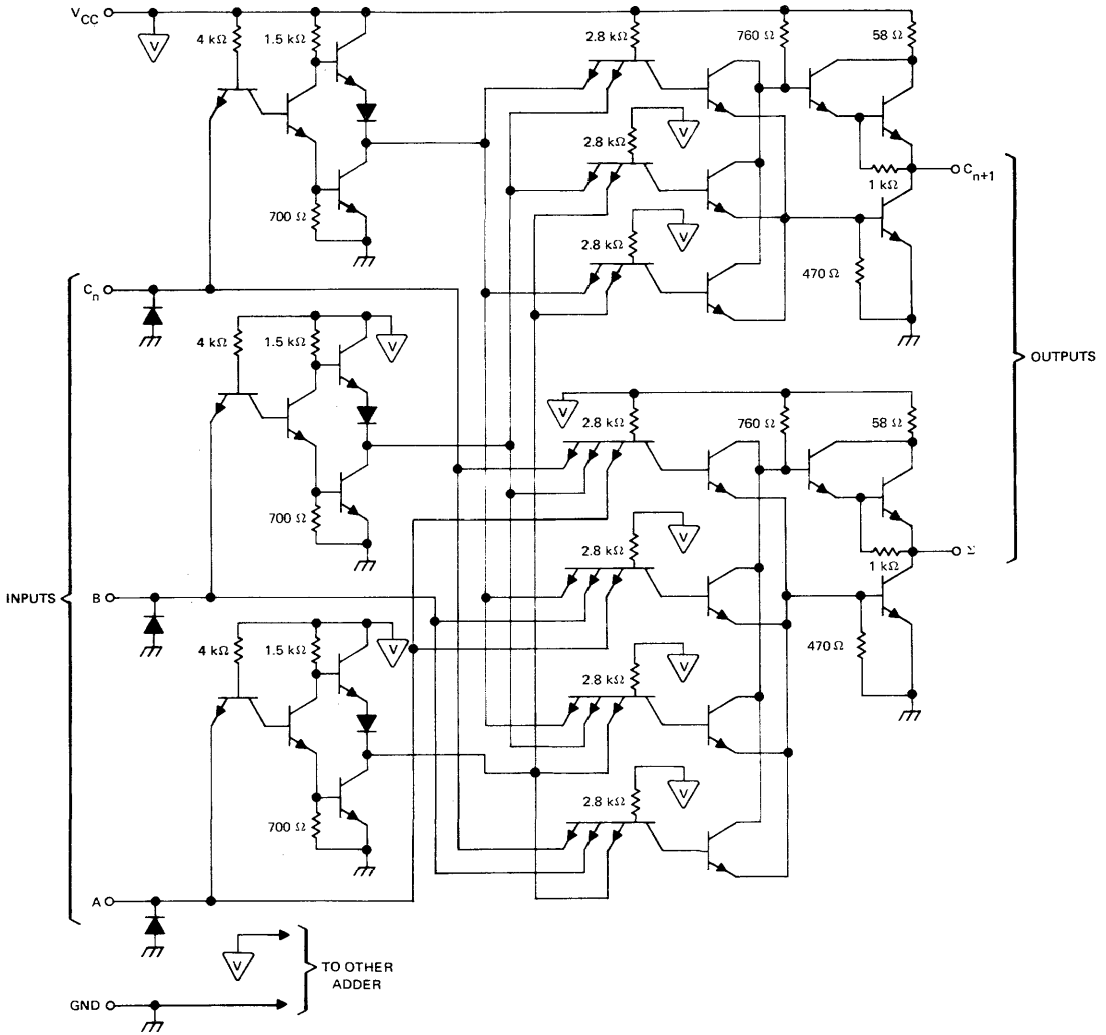 VCC
V
4 kΩ
1.5 kΩ
2.8 kΩ
760 Ω
58 Ω
V
2.8 kΩ
1 kΩ
Cn+1
700 Ω
V
2.8 kΩ
470 Ω
Cn
4 kΩ
1.5 kΩ
V
OUTPUTS
V
2.8 kΩ
760 Ω
58 Ω
700 Ω
V
2.8 kΩ
1 kΩ
Σ
INPUTS
B
4 kΩ
1.5 kΩ
V
470 Ω
V
2.8 kΩ
V
2.8 kΩ
700 Ω
A
V
TO OTHER
ADDER
GND